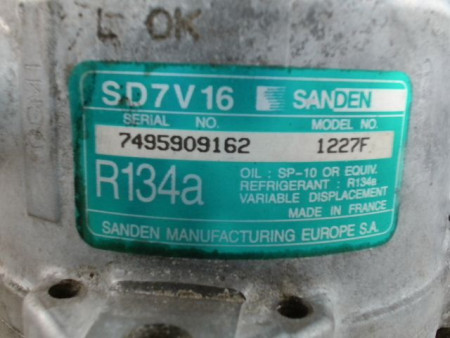 L OK
SD7V16 SANDEN
SERIAL NO. MODEL NO.
7495909162 1227F
R134a
OIL : SP-10 OR EQUIV.
REFRIGERANT : R134a
VARIABLE DISPLACEMENT
MADE IN FRANCE
SANDEN MANUFACTURING EUROPE S.A.